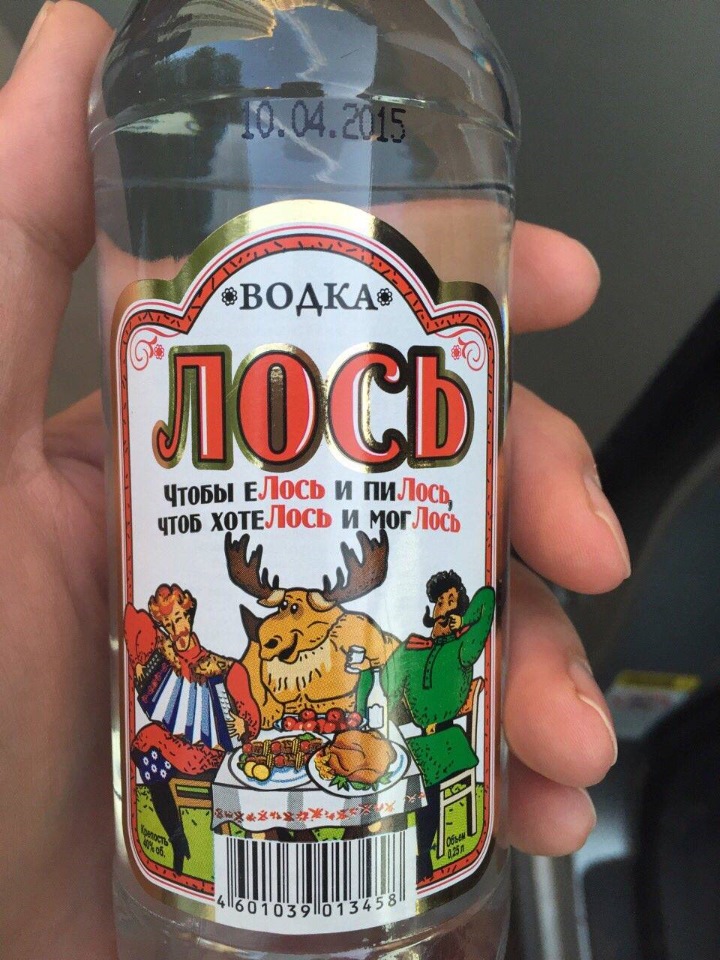 10.04.2015
ВОДКА
ЛОСЬ
Чтобы еЛось и пиЛось,
чтоб хотеЛось и могЛось
Крепость
40% об.
Объем
0,25 л
4 601039 013458